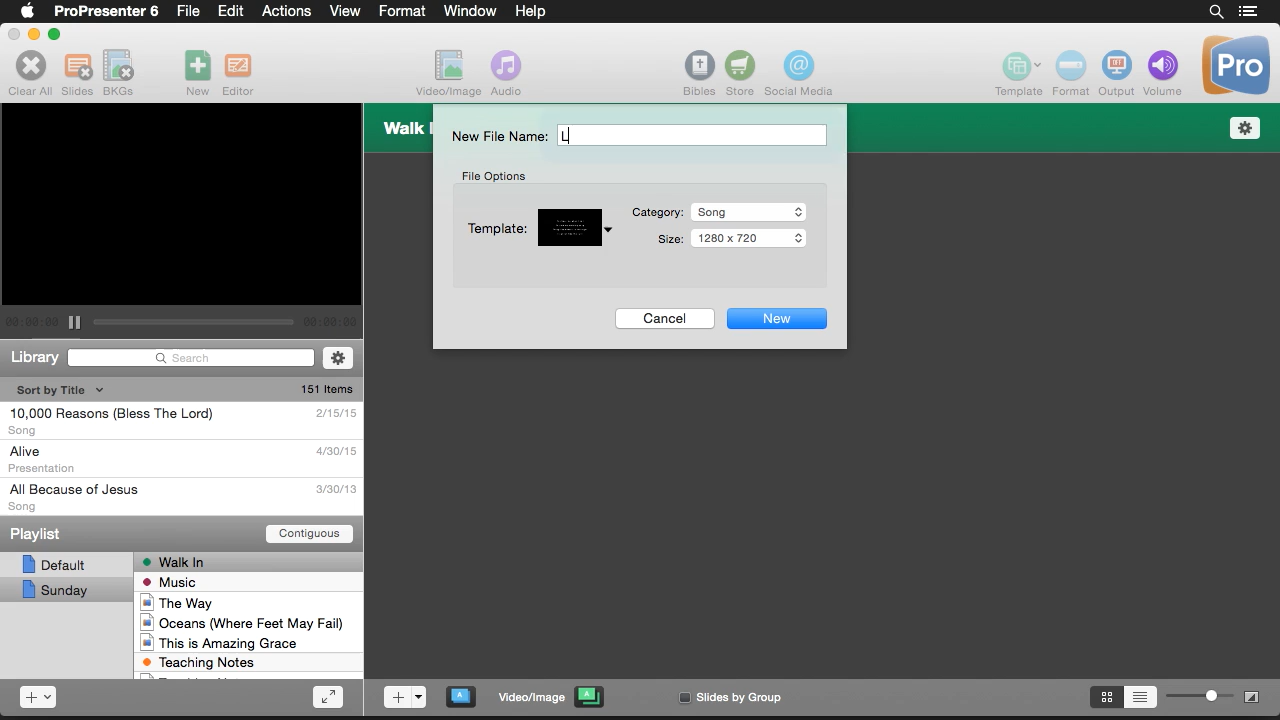 ProPresenter 6 File Edit Actions View Format Window Help
Clear All Slides BKGs New Editor Video/Image Audio Bibles Store Social Media Template Format Output Volume
Pro
OFF
Walk I
New File Name: L
File Options
Template:
Category: Song
Size: 1280 x 720
Cancel New
00:00:00 00:00:00
Library Search
Sort by Title 151 Items
10,000 Reasons (Bless The Lord) 2/15/15
Song
Alive 4/30/15
Presentation
All Because of Jesus 3/30/13
Song
Playlist Contiguous
Default
Sunday
Walk In
Music
The Way
Oceans (Where Feet May Fail)
This is Amazing Grace
Teaching Notes
Video/Image Slides by Group